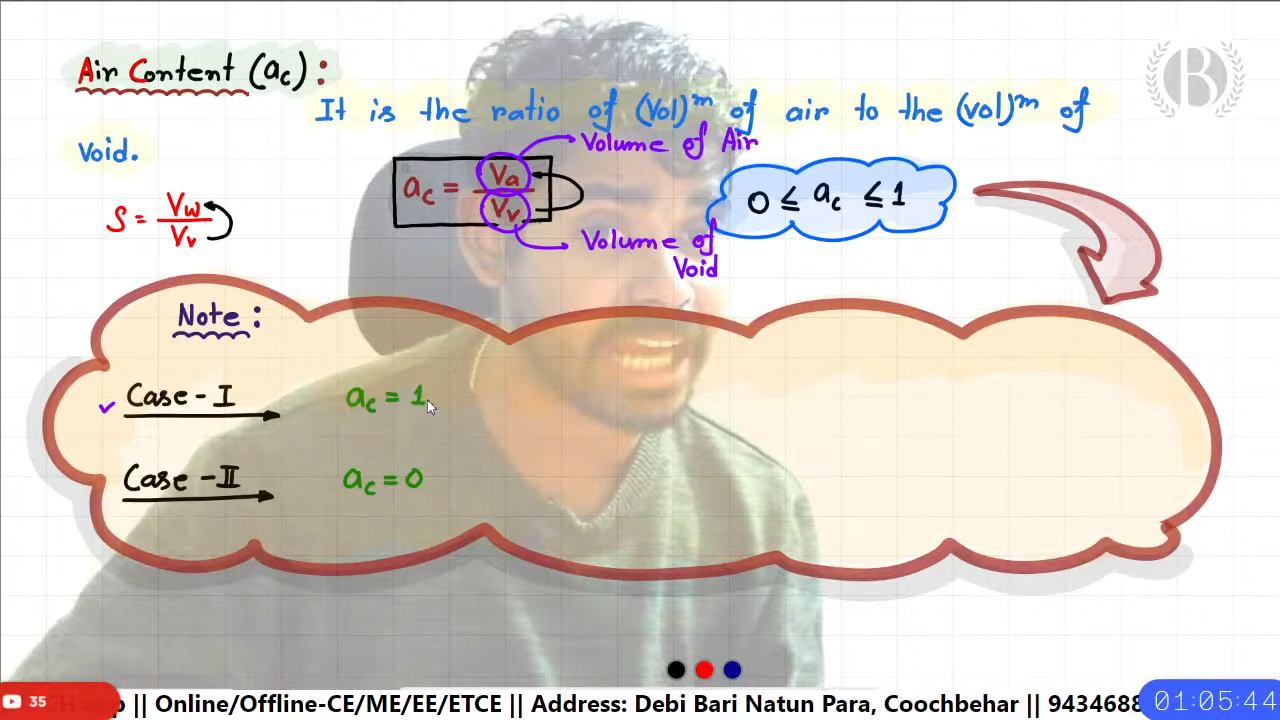 Air Content (ac):
It is the ratio of (Vol)ᵐ of air to the (vol)ᵐ of
Void.
Volume of Air
ac = Va / Vv
0 ≤ ac ≤ 1
S = Vw / Vv
Volume of
Void
Note:
Case - I ac = 1
Case - II ac = 0
B
35
pp || Online/Offline-CE/ME/EE/ETCE || Address: Debi Bari Natun Para, Coochbehar || 9434688
01:05:44